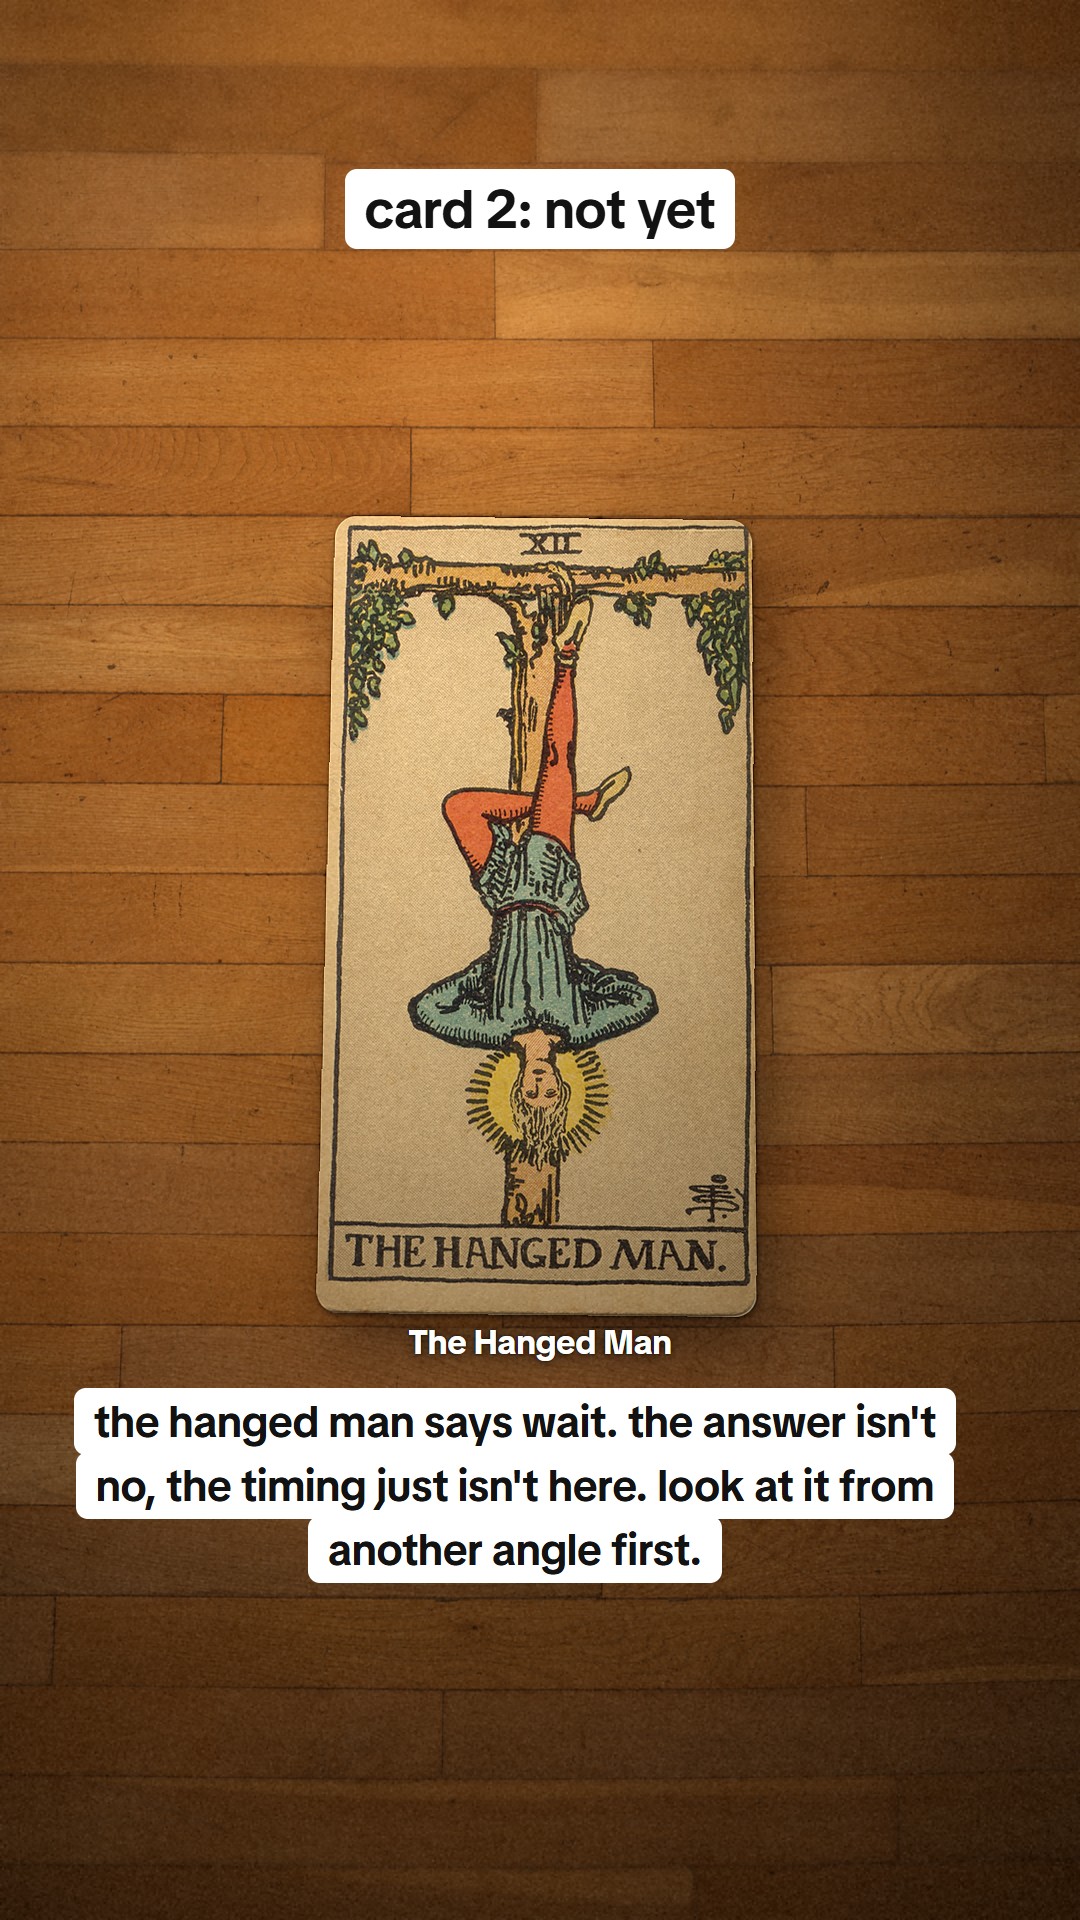 card 2: not yet
XII
THE HANGED MAN.
The Hanged Man
the hanged man says wait. the answer isn't
no, the timing just isn't here. look at it from
another angle first.